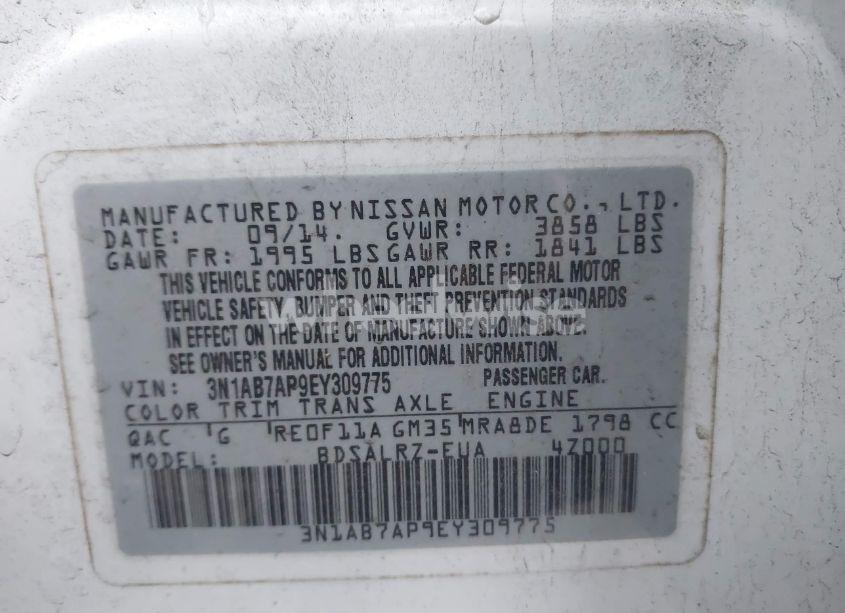 MANUFACTURED BY NISSAN MOTOR CO., LTD.
DATE: 09/14. GVWR: 3858 LBS
GAWR FR: 1995 LBS GAWR RR: 1841 LBS
THIS VEHICLE CONFORMS TO ALL APPLICABLE FEDERAL MOTOR
VEHICLE SAFETY, BUMPER AND THEFT PREVENTION STANDARDS
IN EFFECT ON THE DATE OF MANUFACTURE SHOWN ABOVE.
SEE OWNER'S MANUAL FOR ADDITIONAL INFORMATION.
VIN: 3N1AB7AP9EY309775 PASSENGER CAR.
COLOR TRIM TRANS AXLE ENGINE
QAC G RE0F11A GM35 MRA8DE 1798 CC
MODEL: BDSALRZ-EUA 4Z000
3N1AB7AP9EY309775